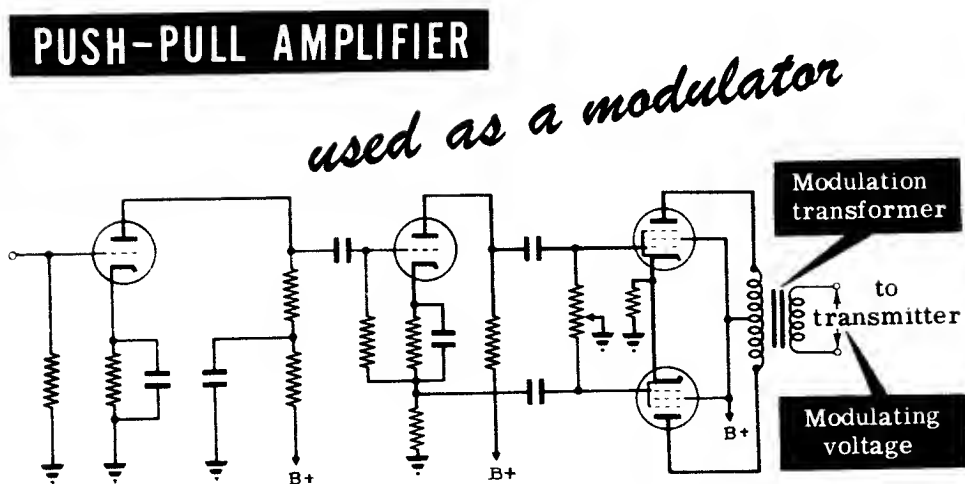 PUSH-PULL AMPLIFIER
used as a modulator
Modulation
transformer
to
transmitter
Modulating
voltage
B+
B+
B+